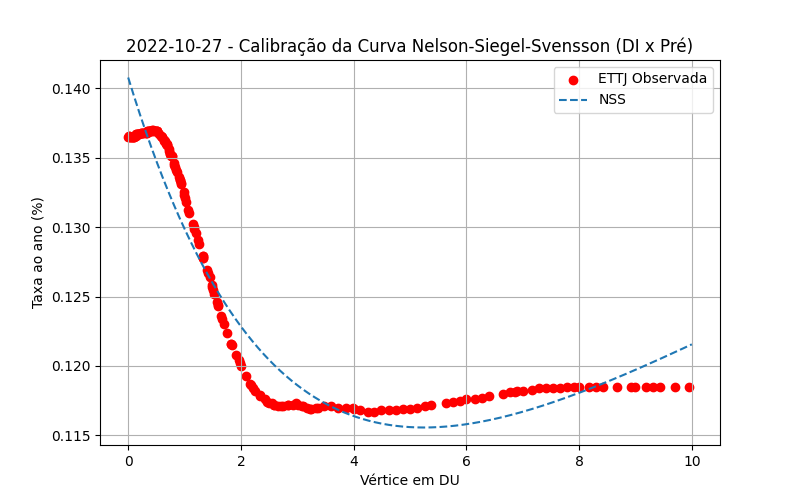 2022-10-27 - Calibração da Curva Nelson-Siegel-Svensson (DI x Pré)
ETTJ Observada
NSS
Taxa ao ano (%)
0.140
0.135
0.130
0.125
0.120
0.115
0 2 4 6 8 10
Vértice em DU